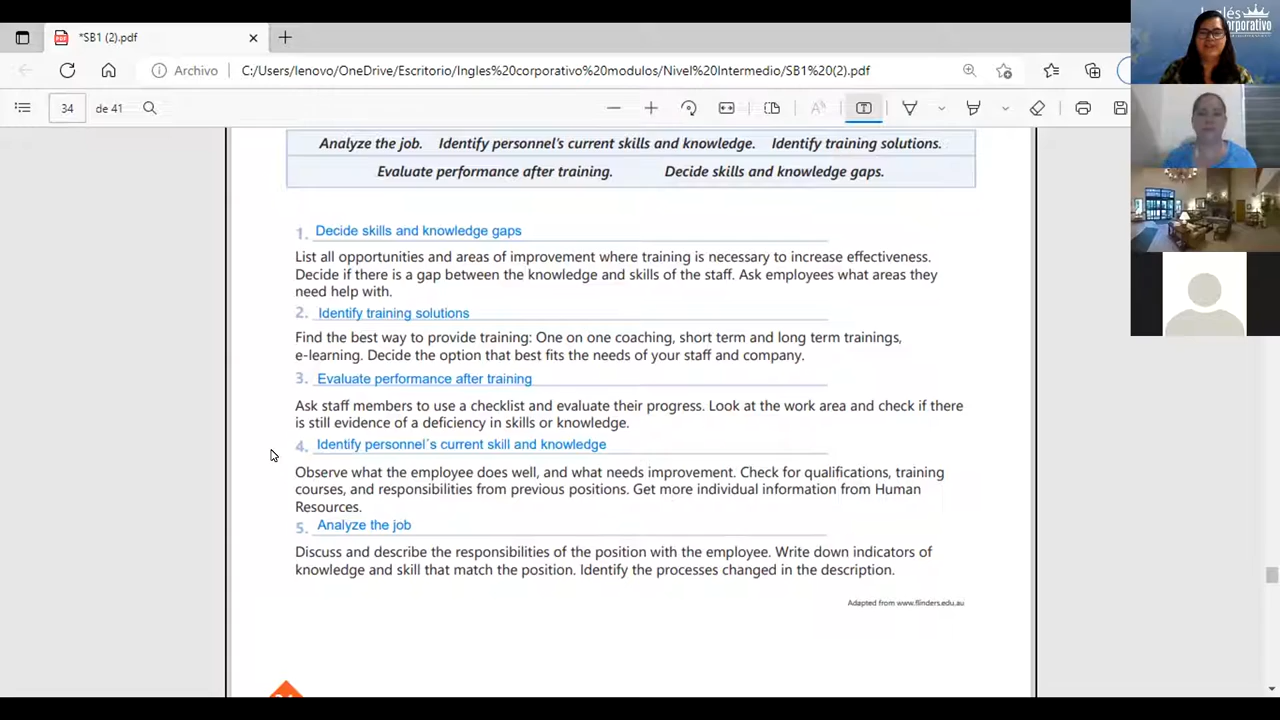 *SB1 (2).pdf
Archivo
C:/Users/lenovo/OneDrive/Escritorio/Ingles%20corporativo%20modulos/Nivel%20Intermedio/SB1%20(2).pdf
34 de 41
Analyze the job. Identify personnel's current skills and knowledge. Identify training solutions.
Evaluate performance after training. Decide skills and knowledge gaps.
1. Decide skills and knowledge gaps
List all opportunities and areas of improvement where training is necessary to increase effectiveness.
Decide if there is a gap between the knowledge and skills of the staff. Ask employees what areas they
need help with.
2. Identify training solutions
Find the best way to provide training: One on one coaching, short term and long term trainings,
e-learning. Decide the option that best fits the needs of your staff and company.
3. Evaluate performance after training
Ask staff members to use a checklist and evaluate their progress. Look at the work area and check if there
is still evidence of a deficiency in skills or knowledge.
4. Identify personnel´s current skill and knowledge
Observe what the employee does well, and what needs improvement. Check for qualifications, training
courses, and responsibilities from previous positions. Get more individual information from Human
Resources.
5. Analyze the job
Discuss and describe the responsibilities of the position with the employee. Write down indicators of
knowledge and skill that match the position. Identify the processes changed in the description.
Adapted from www.flinders.edu.au